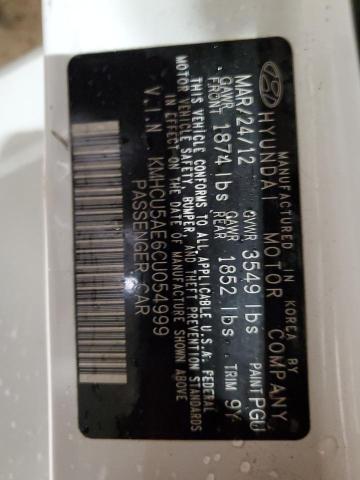 MANUFACTURED IN KOREA BY
HYUNDAI MOTOR COMPANY
MAR/24/12 GVWR 3549 lbs PAINT PGU
GAWR FRONT 1874 lbs GAWR REAR 1852 lbs TRIM 9Y
THIS VEHICLE CONFORMS TO ALL APPLICABLE U.S.A. FEDERAL
MOTOR VEHICLE SAFETY, BUMPER, AND THEFT PREVENTION STANDARDS
IN EFFECT ON THE DATE OF MANUFACTURE SHOWN ABOVE
V.I.N KMHCU5AE6CU054999
PASSENGER CAR